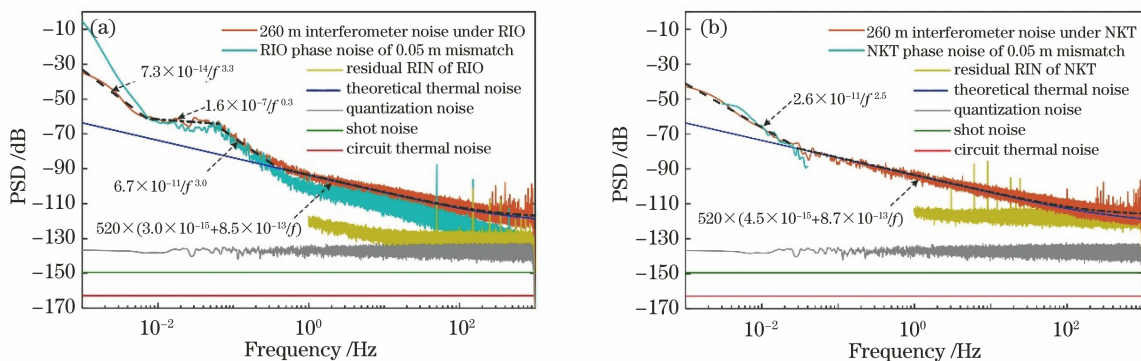 (a)
260 m interferometer noise under RIO
RIO phase noise of 0.05 m mismatch
residual RIN of RIO
theoretical thermal noise
quantization noise
shot noise
circuit thermal noise
7.3×10⁻¹⁴/f³·³
1.6×10⁻⁷/f⁰·³
6.7×10⁻¹¹/f³·⁰
520×(3.0×10⁻¹⁵+8.5×10⁻¹³/f)
PSD /dB
−10
−30
−50
−70
−90
−110
−130
−150
−170
10⁻²
10⁰
10²
Frequency /Hz
(b)
260 m interferometer noise under NKT
NKT phase noise of 0.05 m mismatch
residual RIN of NKT
theoretical thermal noise
quantization noise
shot noise
circuit thermal noise
2.6×10⁻¹¹/f²·⁵
520×(4.5×10⁻¹⁵+8.7×10⁻¹³/f)
PSD /dB
−10
−30
−50
−70
−90
−110
−130
−150
−170
10⁻²
10⁰
10²
Frequency /Hz